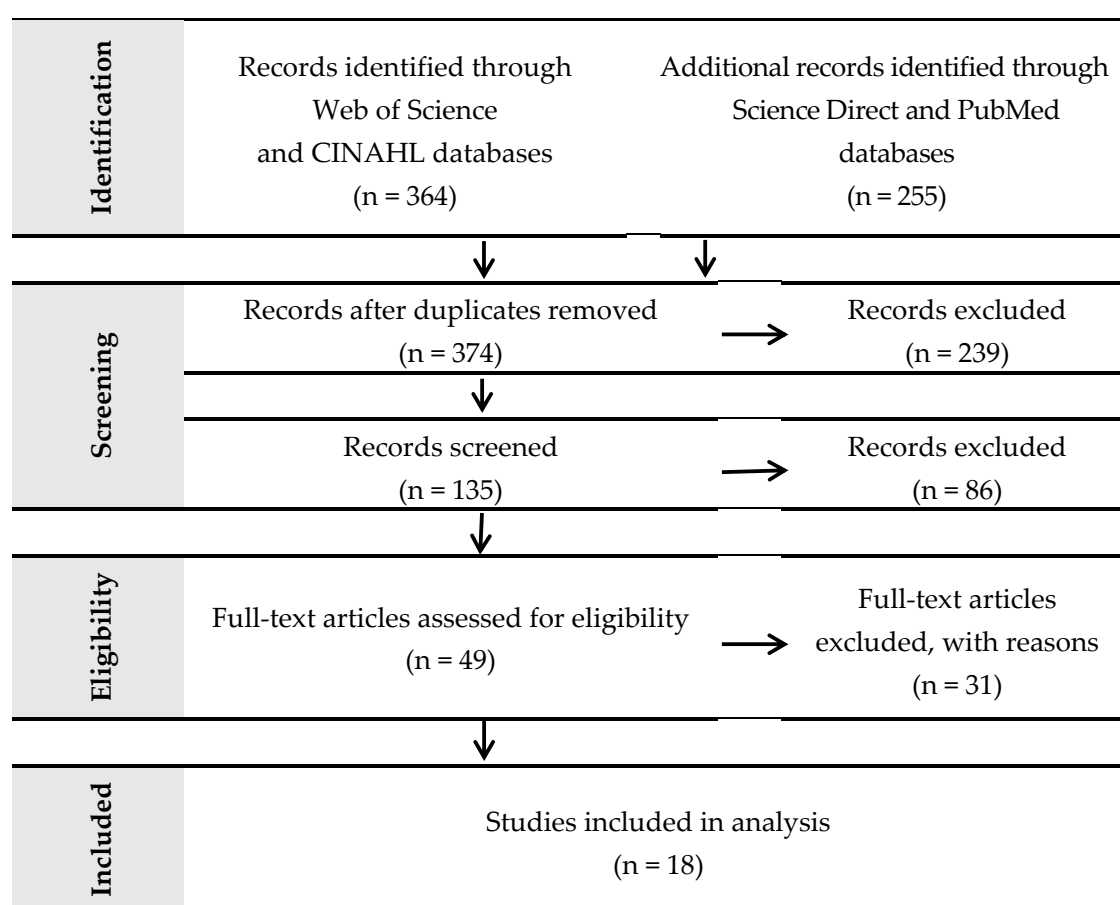 Identification
Records identified through
Web of Science
and CINAHL databases
(n = 364)
Additional records identified through
Science Direct and PubMed
databases
(n = 255)
Screening
Records after duplicates removed
(n = 374)
Records excluded
(n = 239)
Records screened
(n = 135)
Records excluded
(n = 86)
Eligibility
Full-text articles assessed for eligibility
(n = 49)
Full-text articles
excluded, with reasons
(n = 31)
Included
Studies included in analysis
(n = 18)